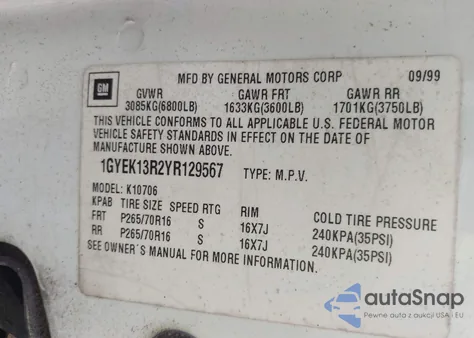 GM
MFD BY GENERAL MOTORS CORP 09/99
GVWR GAWR FRT GAWR RR
3085KG(6800LB) 1633KG(3600LB) 1701KG(3750LB)
THIS VEHICLE CONFORMS TO ALL APPLICABLE U.S. FEDERAL MOTOR
VEHICLE SAFETY STANDARDS IN EFFECT ON THE DATE OF
MANUFACTURE SHOWN ABOVE.
1GYEK13R2YR129567 TYPE: M.P.V.
MODEL: K10706
KPAB TIRE SIZE SPEED RTG RIM COLD TIRE PRESSURE
FRT P265/70R16 S 16X7J 240KPA(35PSI)
RR P265/70R16 S 16X7J 240KPA(35PSI)
SEE OWNER'S MANUAL FOR MORE INFORMATION.
autoSnap
Pewne auto z aukcji USA i EU